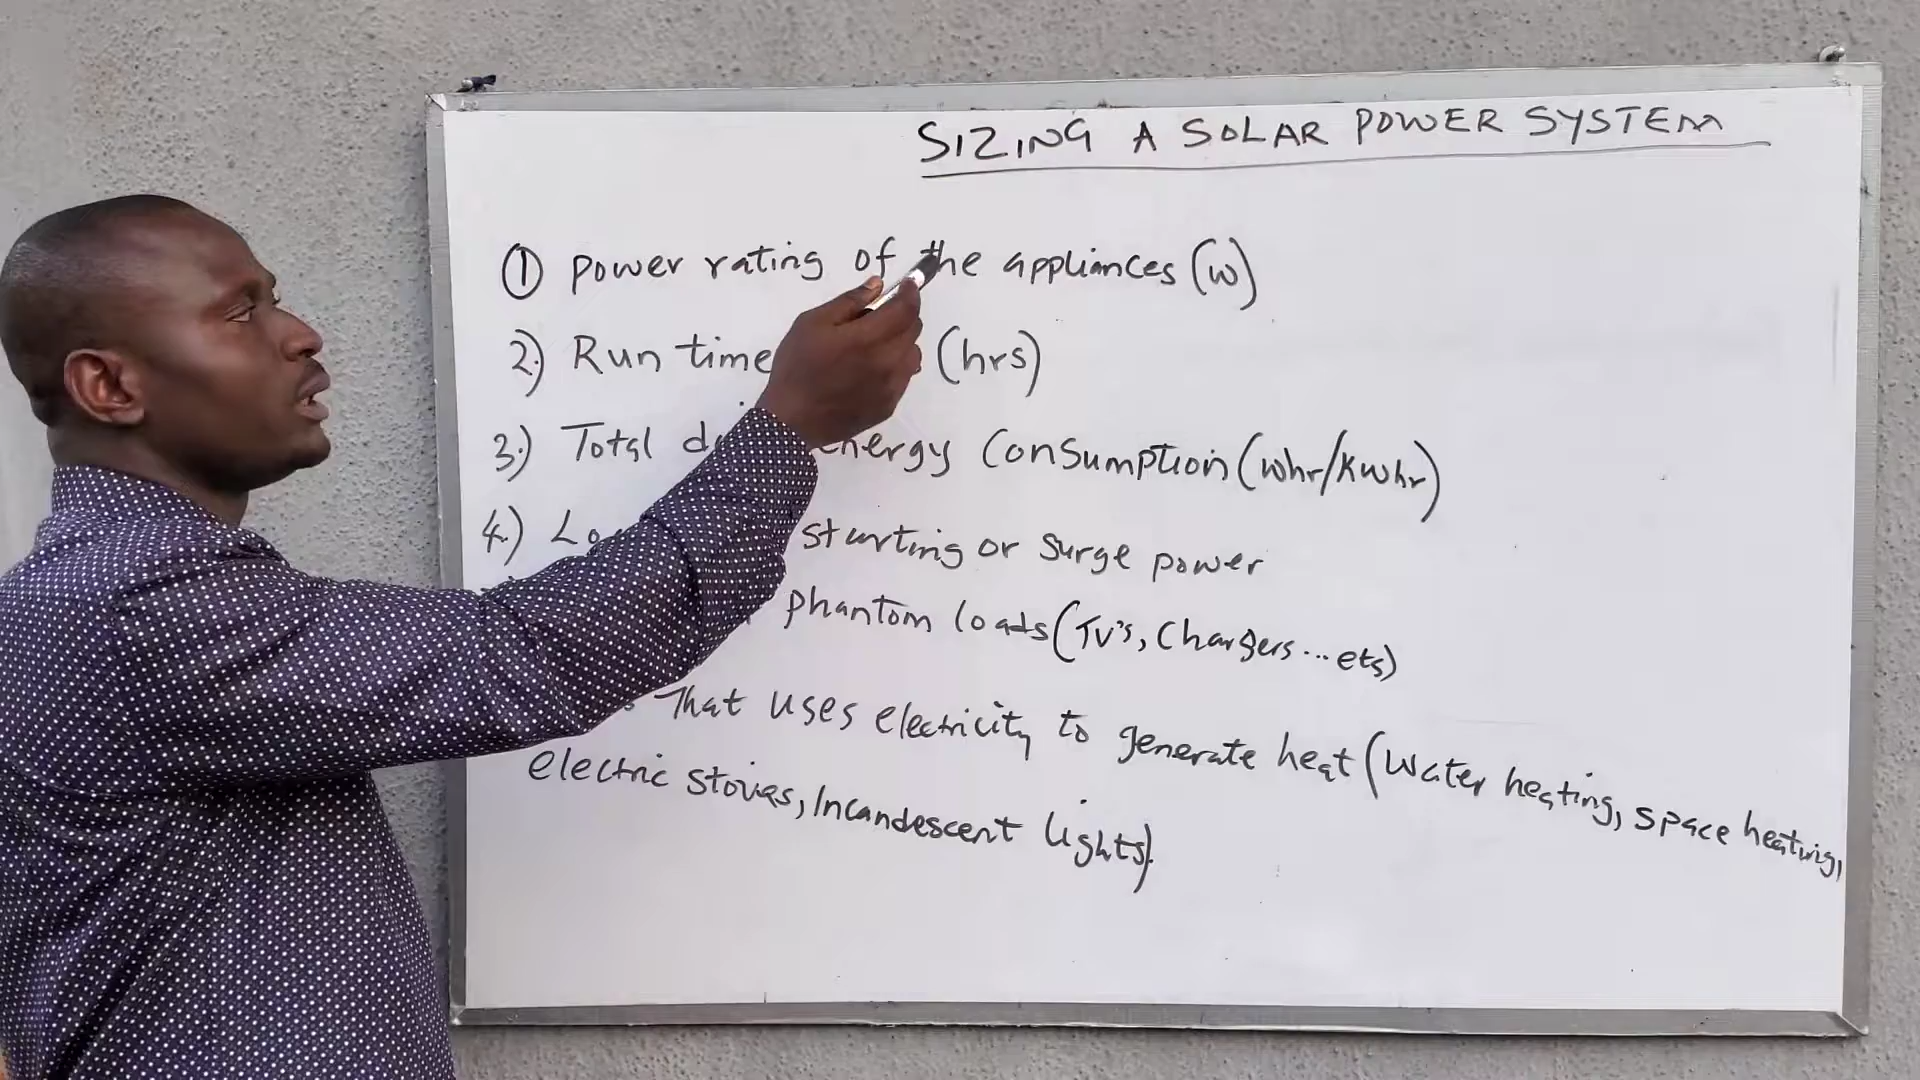 SIZING A SOLAR POWER SYSTEM
① Power rating of the appliances (W)
2.) Run time (hrs)
3.) Total energy Consumption (whr/kwhr)
4.) starting or surge power
phantom loads (TV's, Chargers... ets)
That uses electricity to generate heat (Water heating, space heating,
electric stoves, Incandescent lights).